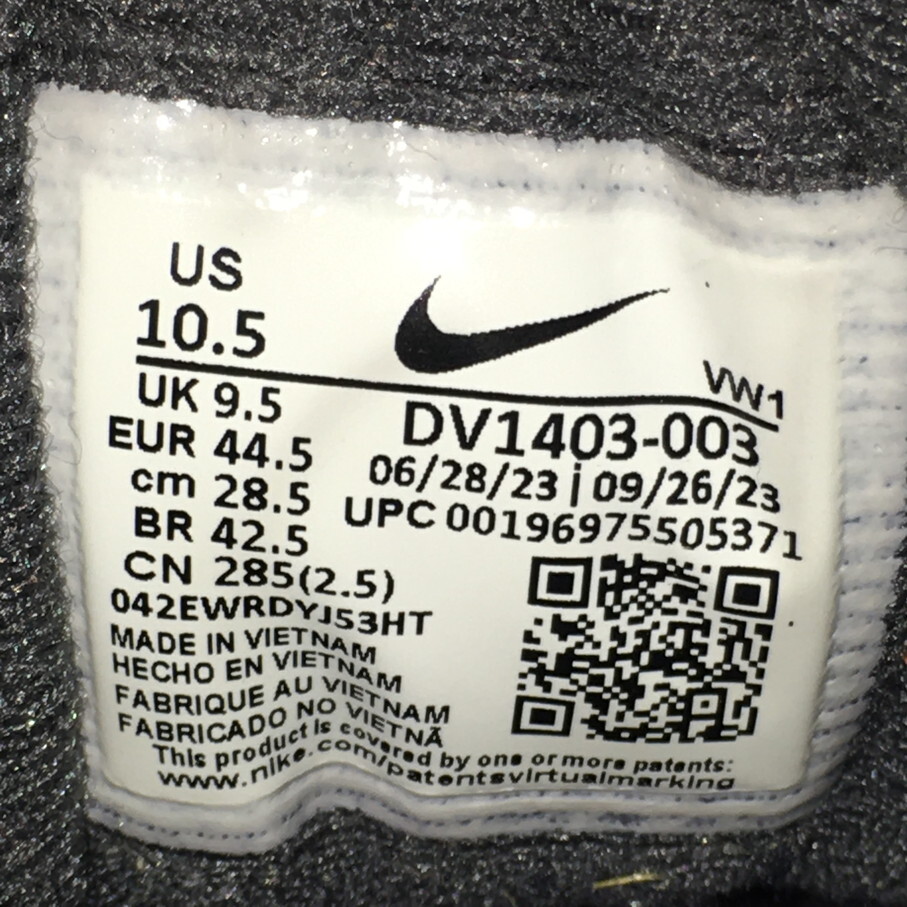 US
10.5
VW1
UK 9.5
EUR 44.5
cm 28.5
BR 42.5
CN 285(2.5)
DV1403-003
06/28/23 | 09/26/23
UPC 00196975505371
042EWRDYJ53HT
MADE IN VIETNAM
HECHO EN VIETNAM
FABRIQUE AU VIETNAM
FABRICADO NO VIETNÃ
This product is covered by one or more patents:
www.nike.com/patentsvirtualmarking